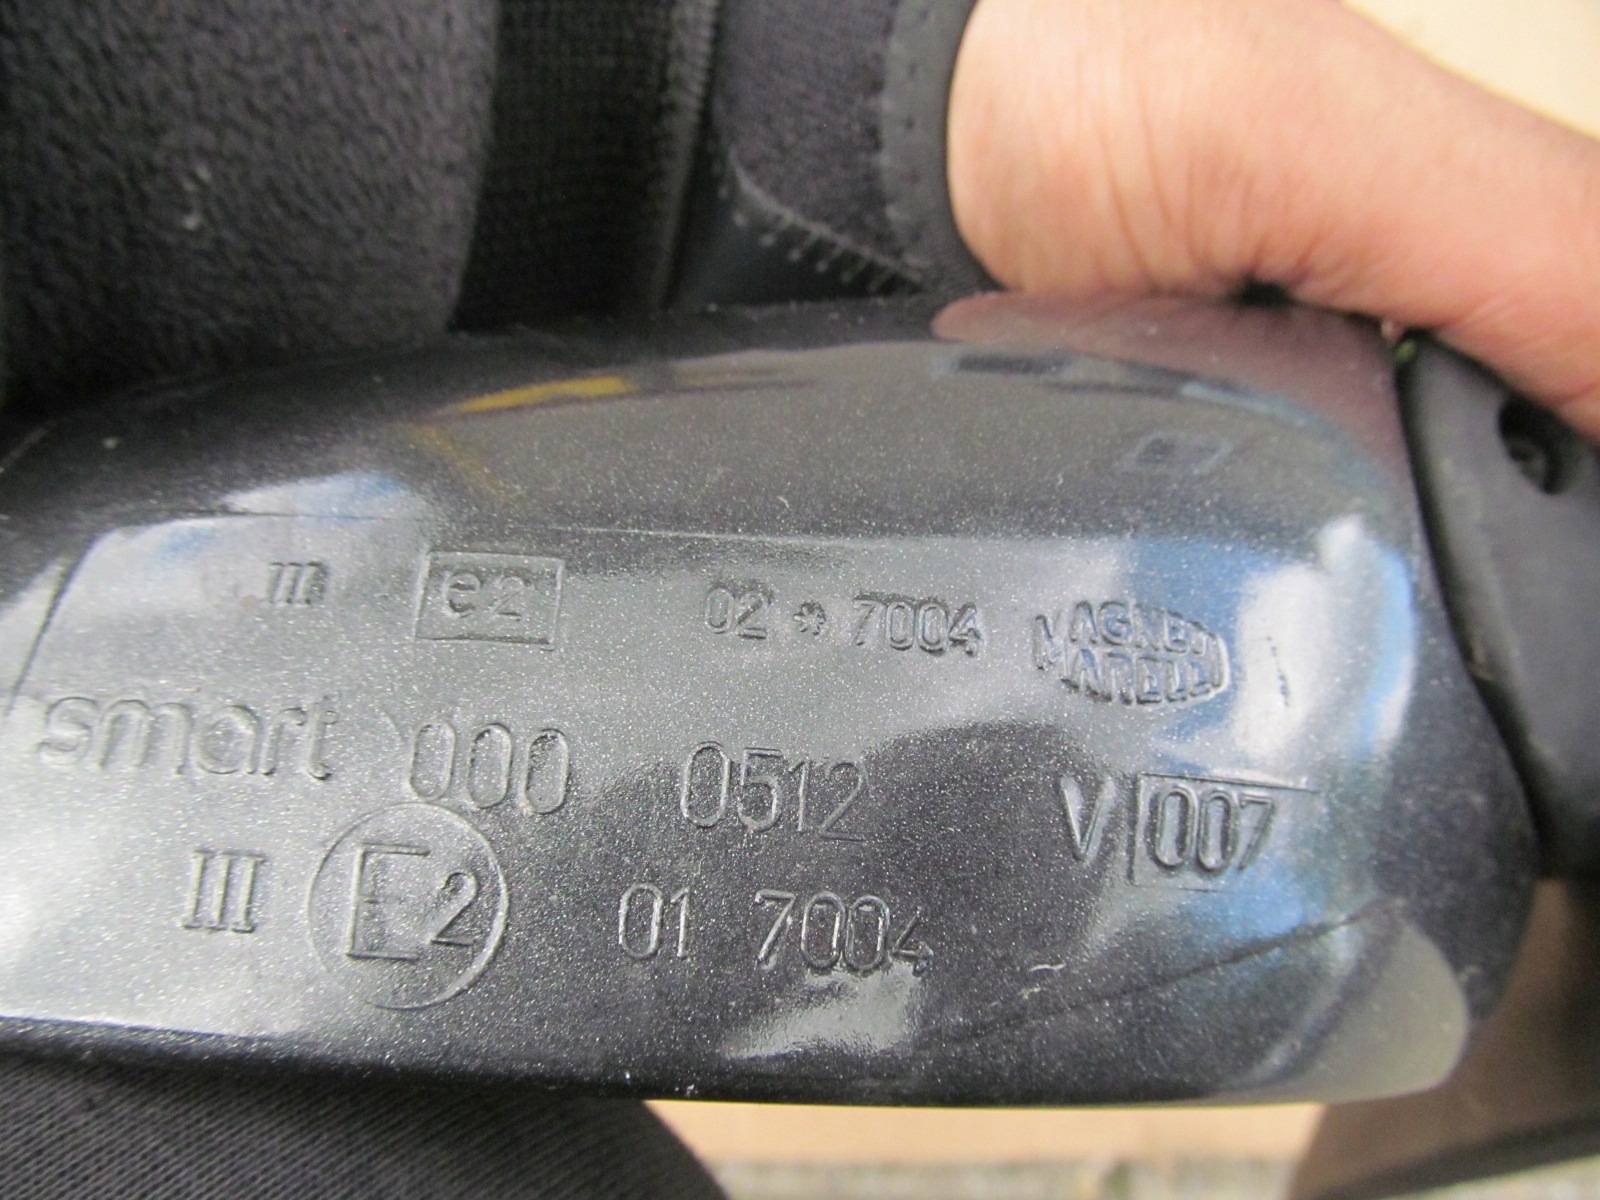 III e2 02 * 7004 MAGNETI MARELLI
smart 000 0512 V 007
III E2 01 7004